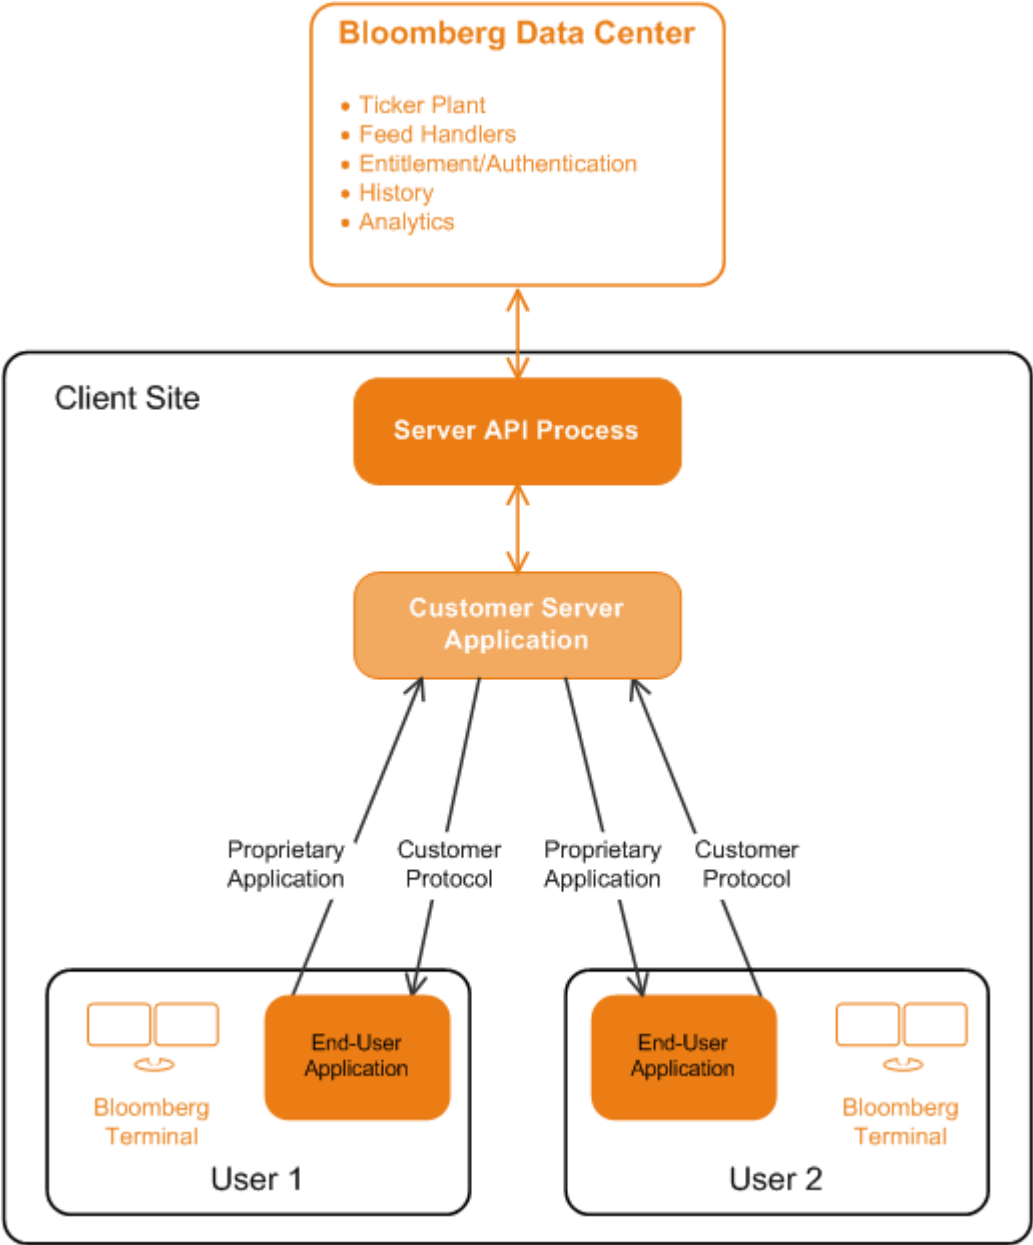 Bloomberg Data Center
• Ticker Plant
• Feed Handlers
• Entitlement/Authentication
• History
• Analytics
Client Site
Server API Process
Customer Server
Application
Proprietary
Application
Customer
Protocol
Proprietary
Application
Customer
Protocol
End-User
Application
Bloomberg
Terminal
User 1
End-User
Application
Bloomberg
Terminal
User 2